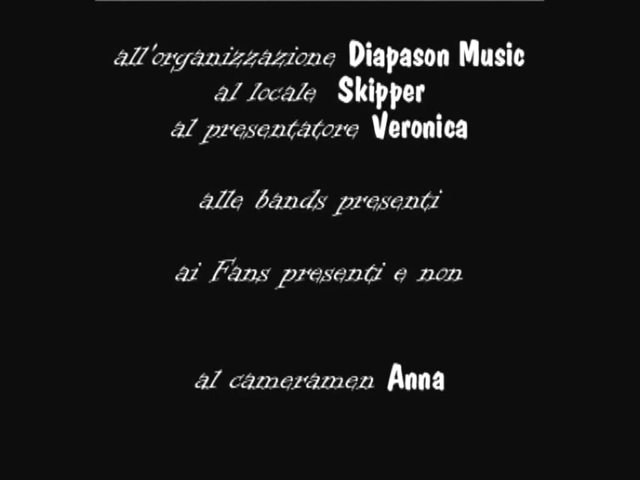 all'organizzazione Diapason Music
al locale Skipper
al presentatore Veronica
alle bands presenti
ai Fans presenti e non
al cameramen Anna